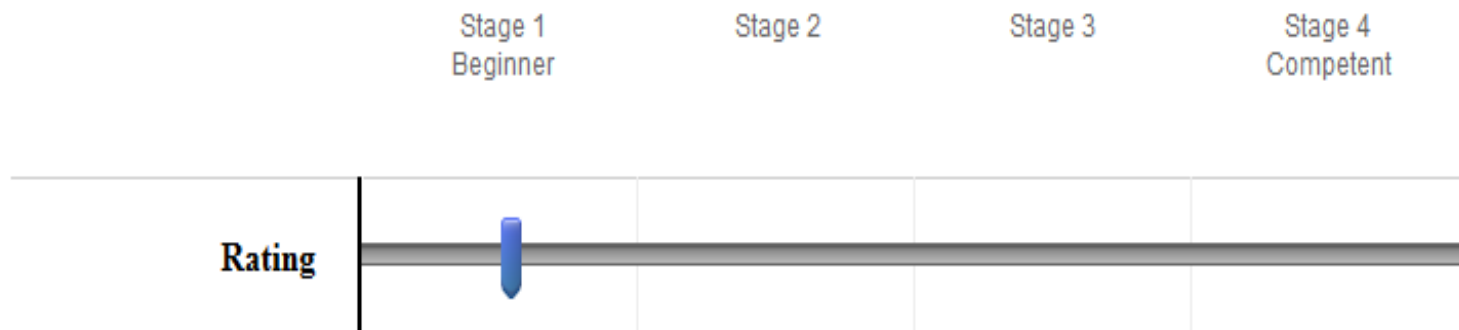 Stage 1
Beginner
Stage 2
Stage 3
Stage 4
Competent
Rating